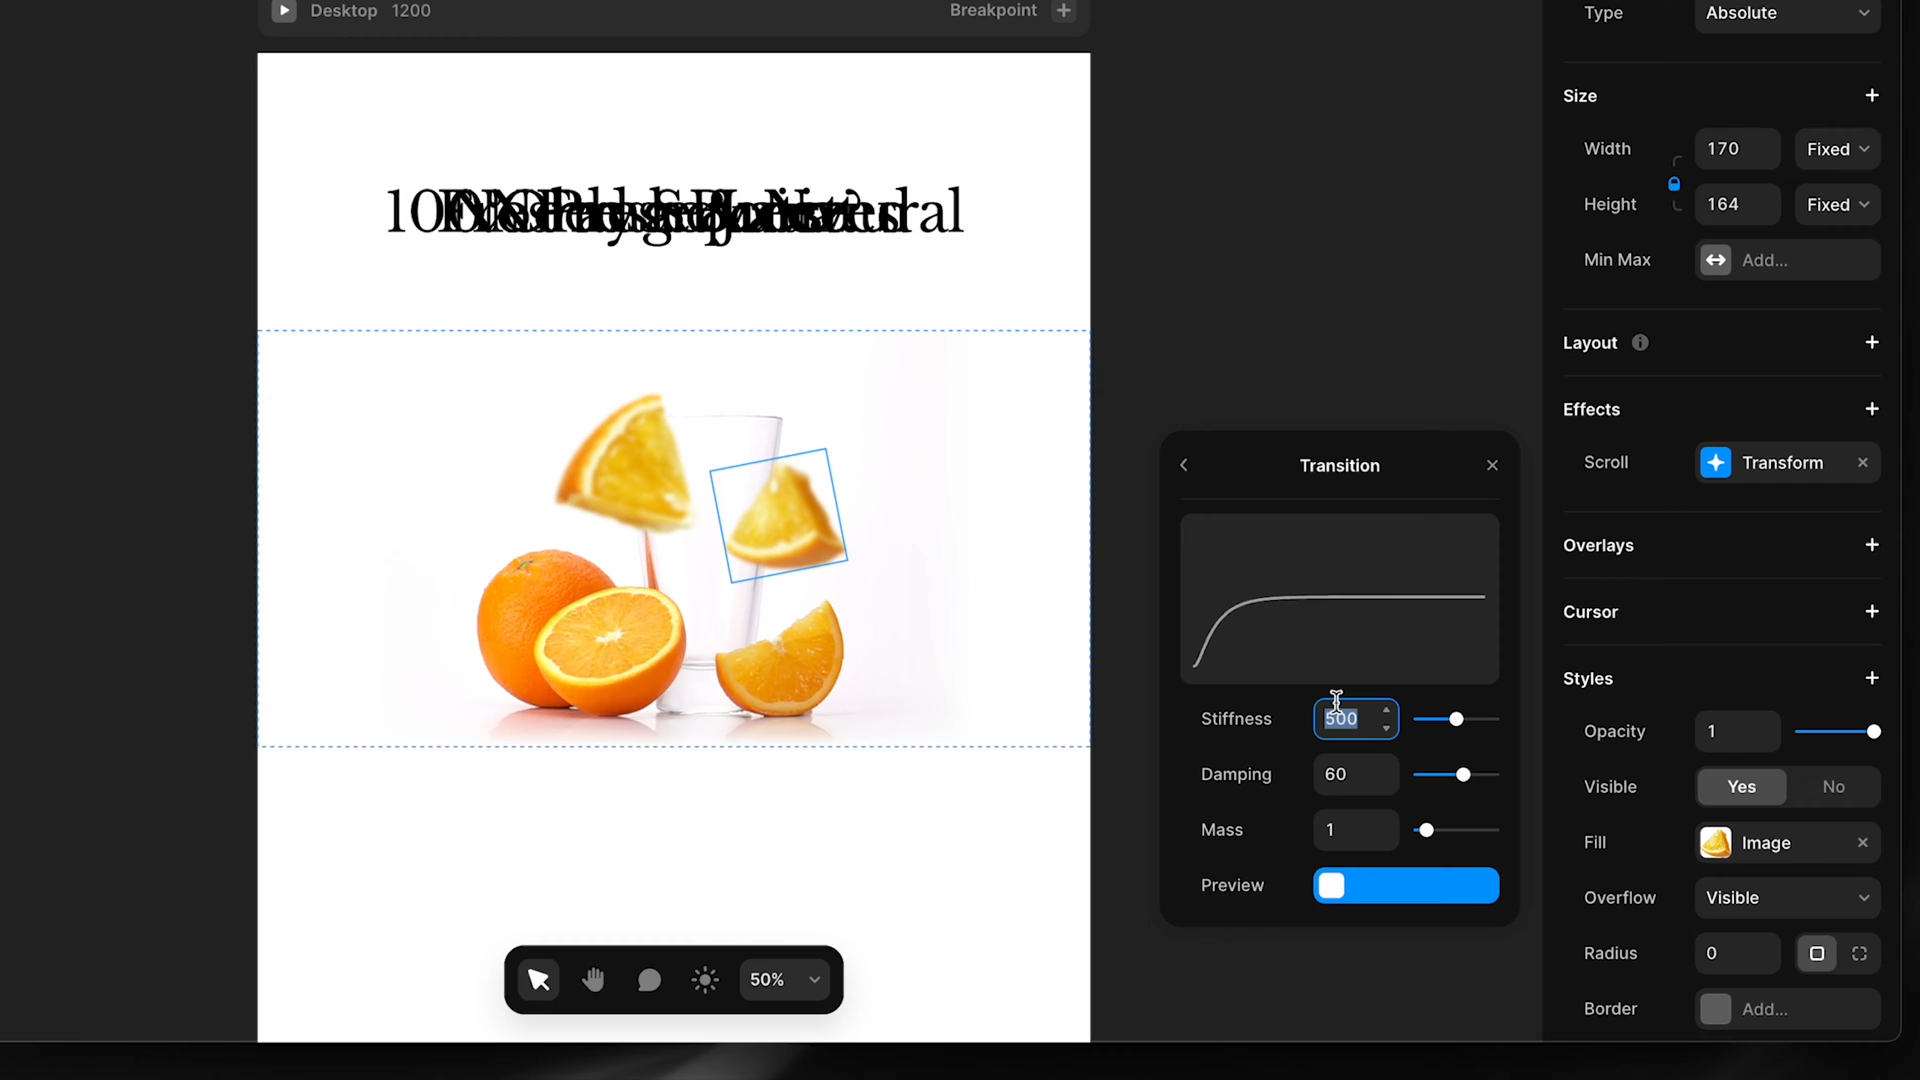 Desktop 1200
Breakpoint
Type Absolute
Size
Width 170 Fixed
Height 164 Fixed
Min Max Add...
Layout
Effects
Scroll Transform
Transition
Overlays
Cursor
Styles
Stiffness 500
Opacity 1
Damping 60
Visible Yes No
Mass 1
Fill Image
Preview
Overflow Visible
Radius 0
50%
Border Add...